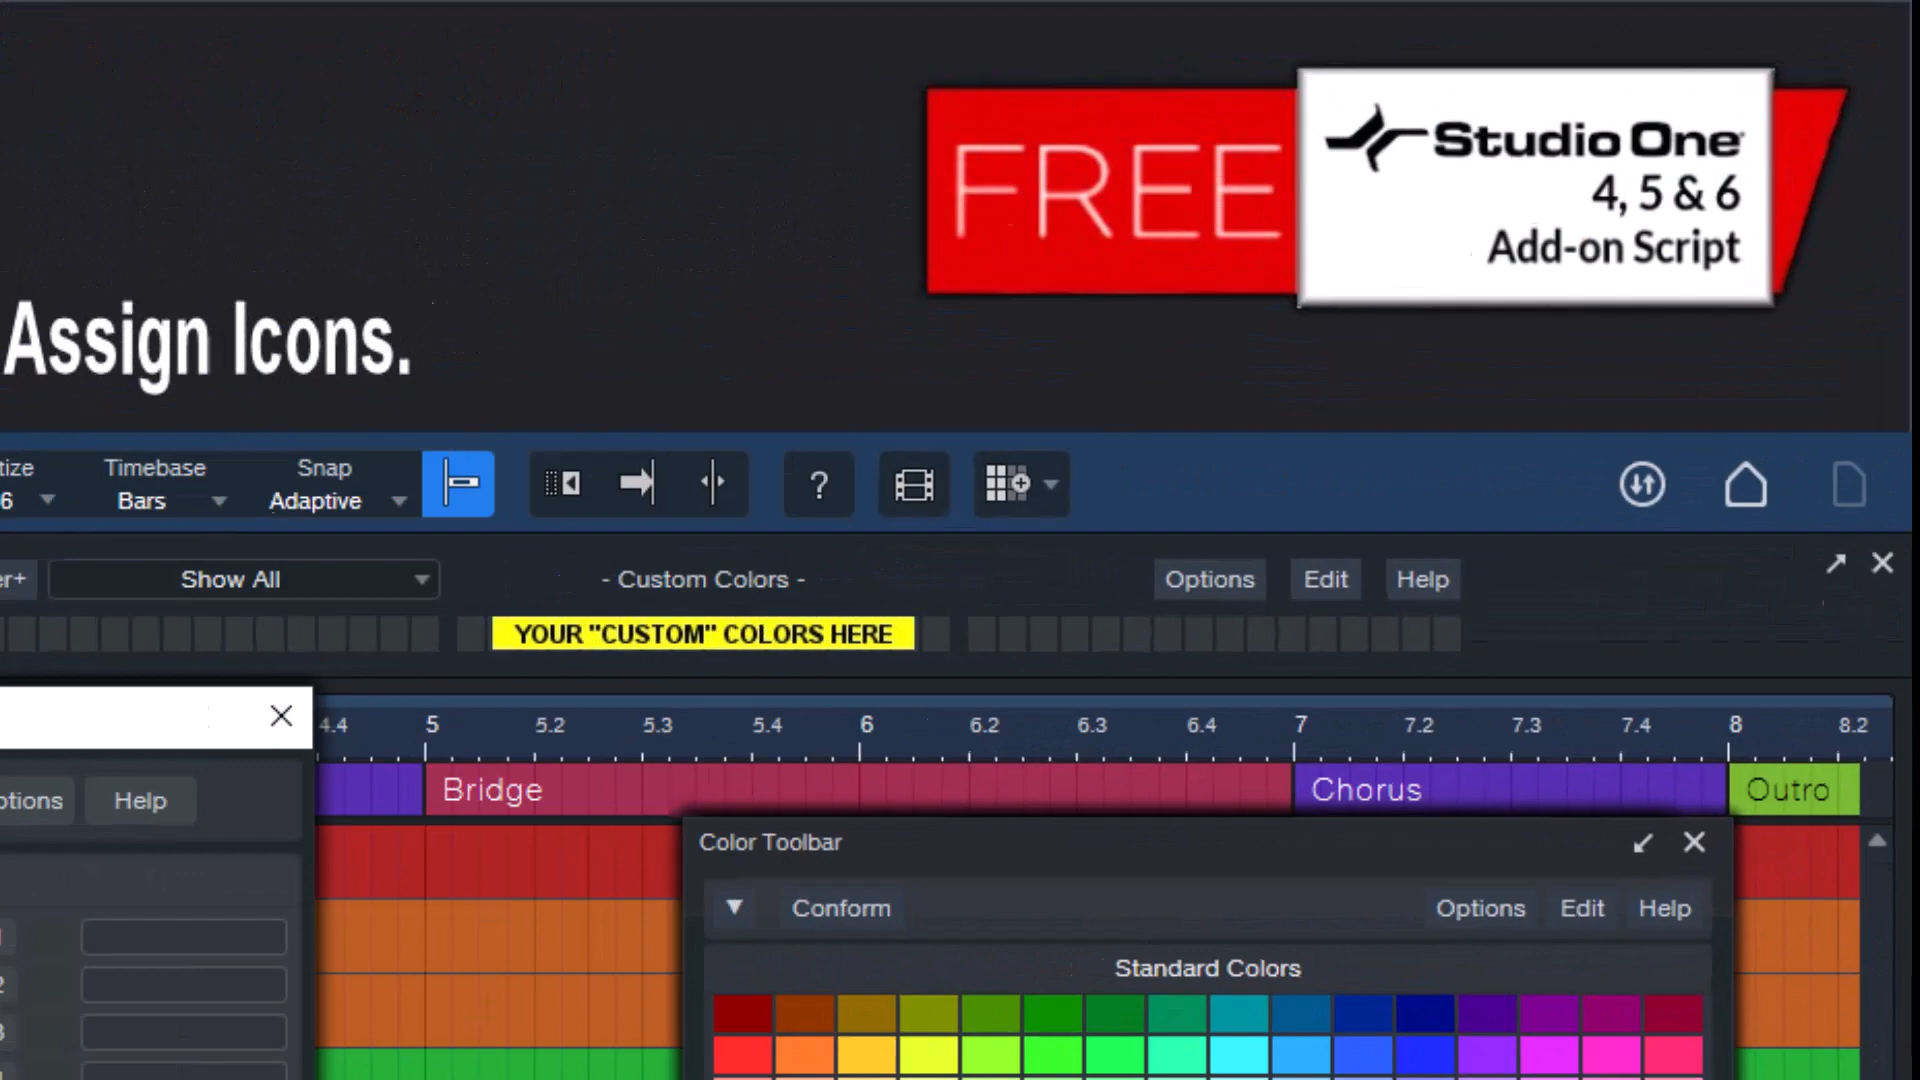 FREE
Studio One
4, 5 & 6
Add-on Script
Assign Icons.
Timebase
Bars
Snap
Adaptive
?
Show All
- Custom Colors -
Options
Edit
Help
YOUR "CUSTOM" COLORS HERE
4.4 5 5.2 5.3 5.4 6 6.2 6.3 6.4 7 7.2 7.3 7.4 8 8.2
Bridge
Chorus
Outro
Help
Color Toolbar
Conform
Options
Edit
Help
Standard Colors